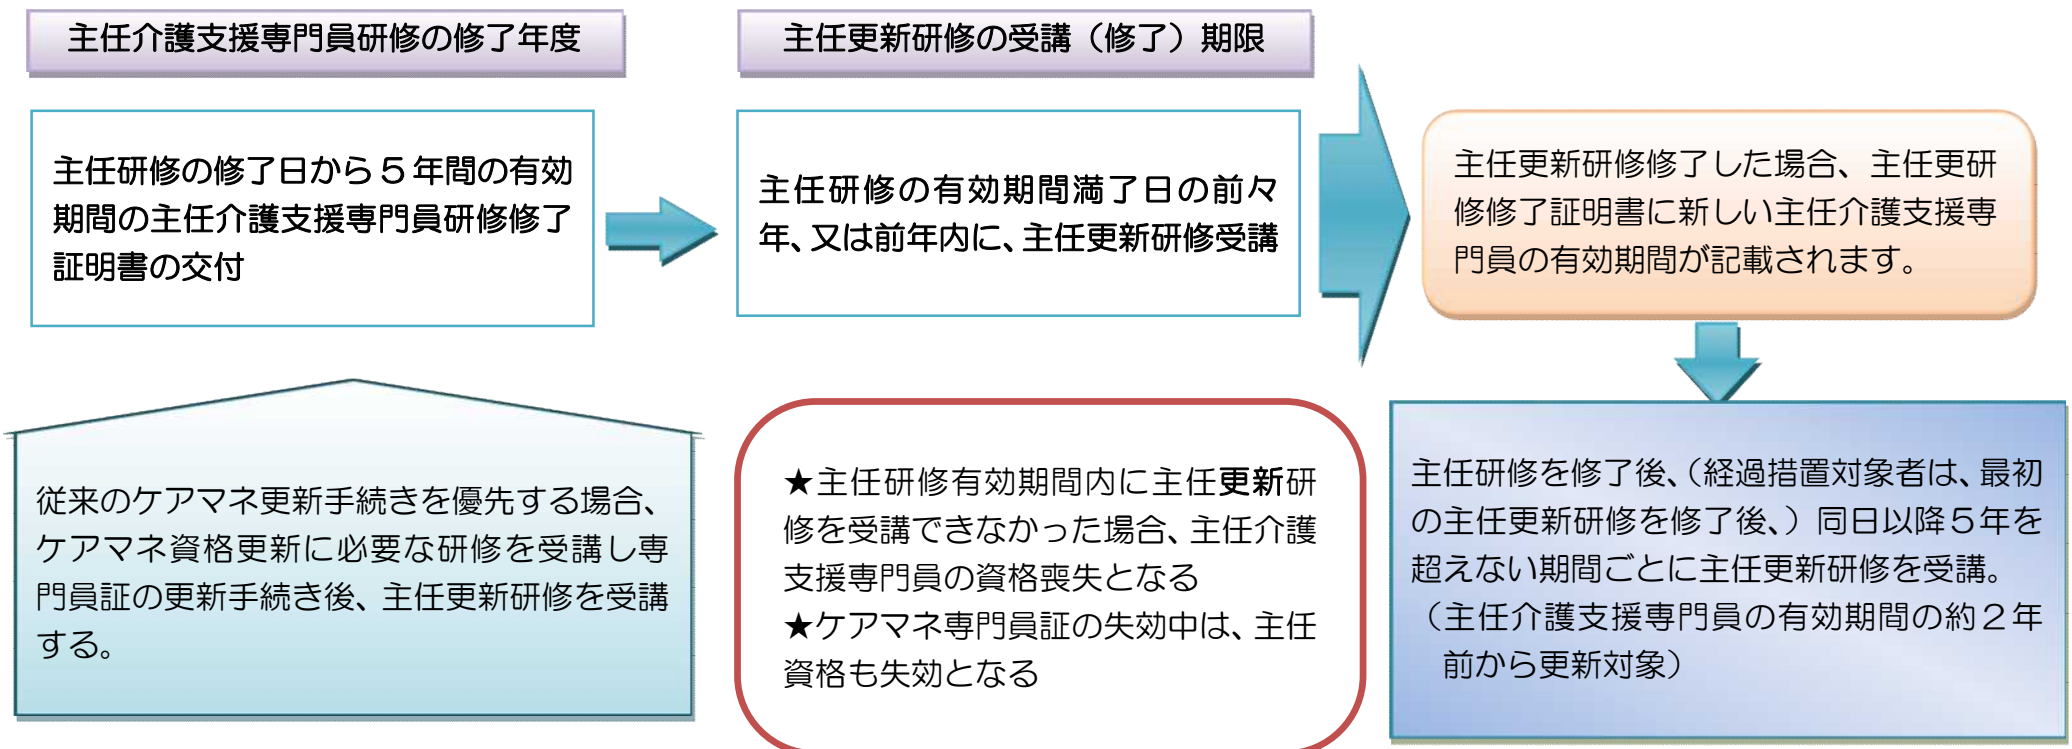 主任介護支援専門員研修の修了年度
主任更新研修の受講（修了）期限
主任研修の修了日から５年間の有効
期間の主任介護支援専門員研修修了
証明書の交付
主任研修の有効期間満了日の前々
年、又は前年内に、主任更新研修受講
主任更新研修修了した場合、主任更研
修修了証明書に新しい主任介護支援専
門員の有効期間が記載されます。
従来のケアマネ更新手続きを優先する場合、
ケアマネ資格更新に必要な研修を受講し専
門員証の更新手続き後、主任更新研修を受講
する。
★主任研修有効期間内に主任更新研
修を受講できなかった場合、主任介護
支援専門員の資格喪失となる
★ケアマネ専門員証の失効中は、主任
資格も失効となる
主任研修を修了後、（経過措置対象者は、最初
の主任更新研修を修了後、）同日以降５年を
超えない期間ごとに主任更新研修を受講。
（主任介護支援専門員の有効期間の約２年
前から更新対象）